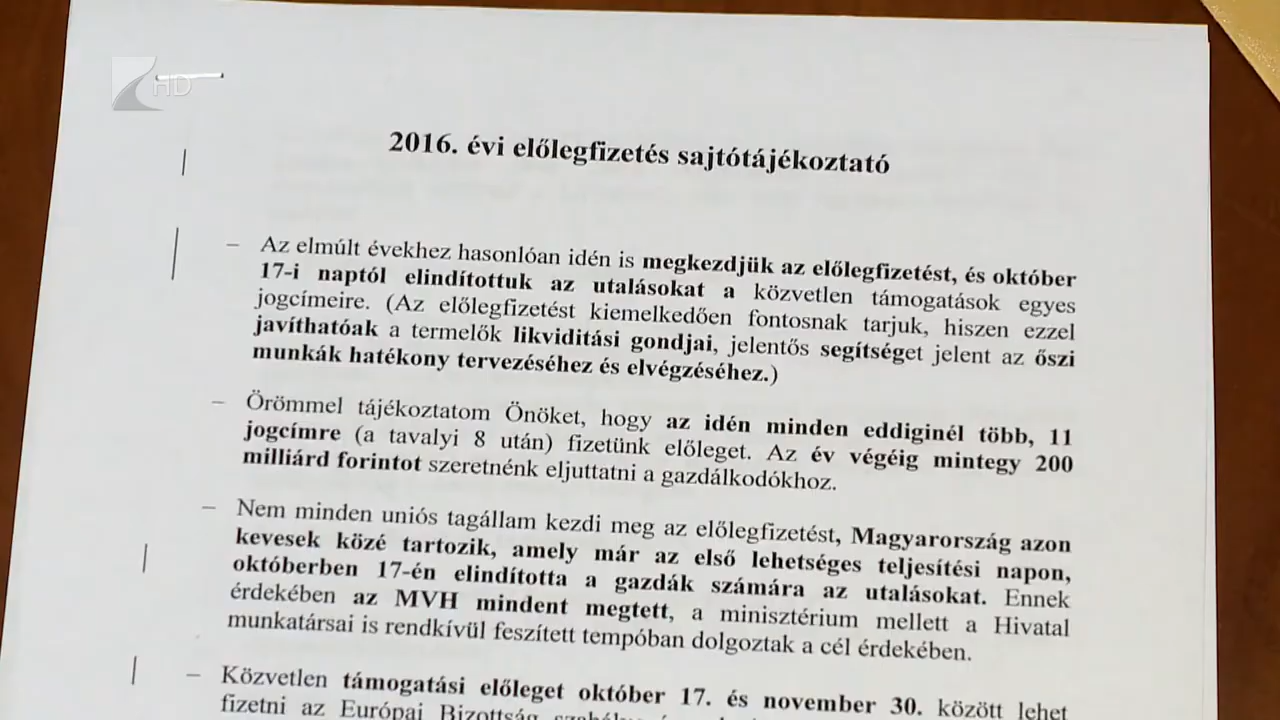 HD
2016. évi előlegfizetés sajtótájékoztató
– Az elmúlt évekhez hasonlóan idén is megkezdjük az előlegfizetést, és október
17-i naptól elindítottuk az utalásokat a közvetlen támogatások egyes
jogcímeire. (Az előlegfizetést kiemelkedően fontosnak tarjuk, hiszen ezzel
javíthatóak a termelők likviditási gondjai, jelentős segítséget jelent az őszi
munkák hatékony tervezéséhez és elvégzéséhez.)
– Örömmel tájékoztatom Önöket, hogy az idén minden eddiginél több, 11
jogcímre (a tavalyi 8 után) fizetünk előleget. Az év végéig mintegy 200
milliárd forintot szeretnénk eljuttatni a gazdálkodókhoz.
– Nem minden uniós tagállam kezdi meg az előlegfizetést, Magyarország azon
kevesek közé tartozik, amely már az első lehetséges teljesítési napon,
októberben 17-én elindította a gazdák számára az utalásokat. Ennek
érdekében az MVH mindent megtett, a minisztérium mellett a Hivatal
munkatársai is rendkívül feszített tempóban dolgoztak a cél érdekében.
– Közvetlen támogatási előleget október 17. és november 30. között lehet
fizetni az Európai Bizottság